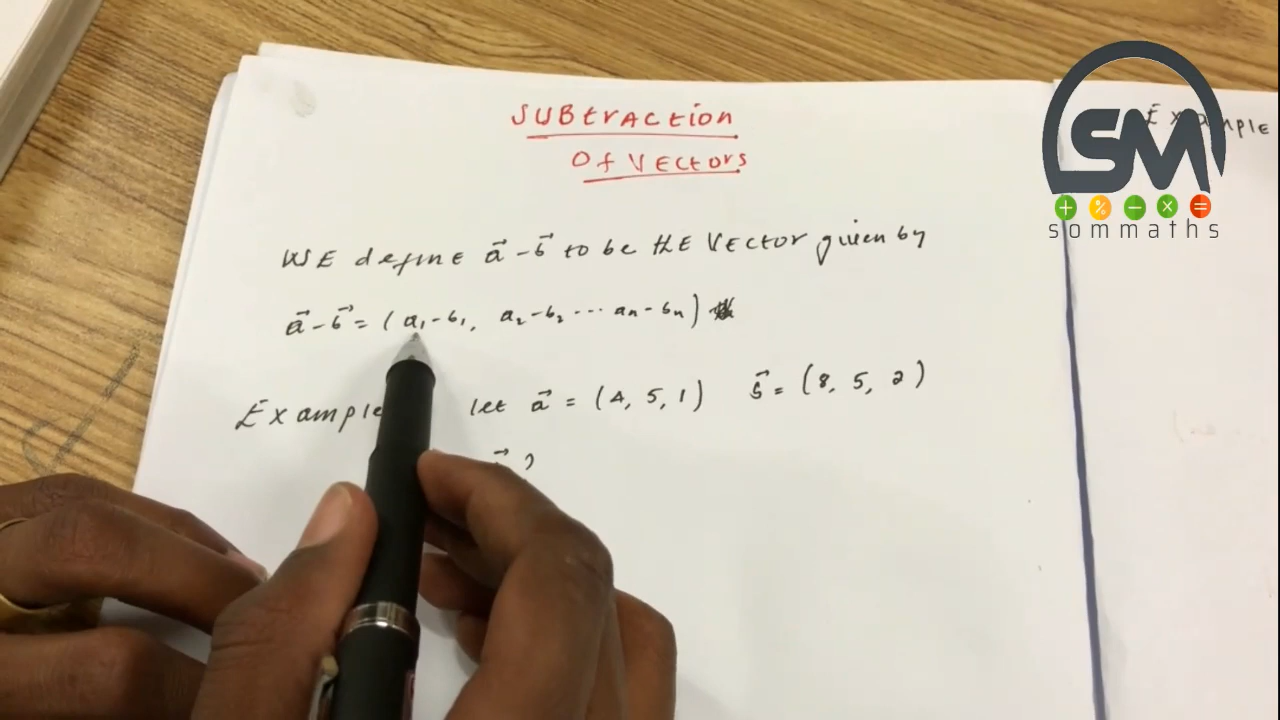 SUBtrACtion
Of VECtors
WE define a⃗ - b⃗ to be thE VECtor given by
a⃗ - b⃗ = (a₁ - b₁, a₂ - b₂ ... aₙ - bₙ)
Example let a⃗ = (4, 5, 1) b⃗ = (8, 5, 2)
?
Example
SM
+ % - × =
sommaths